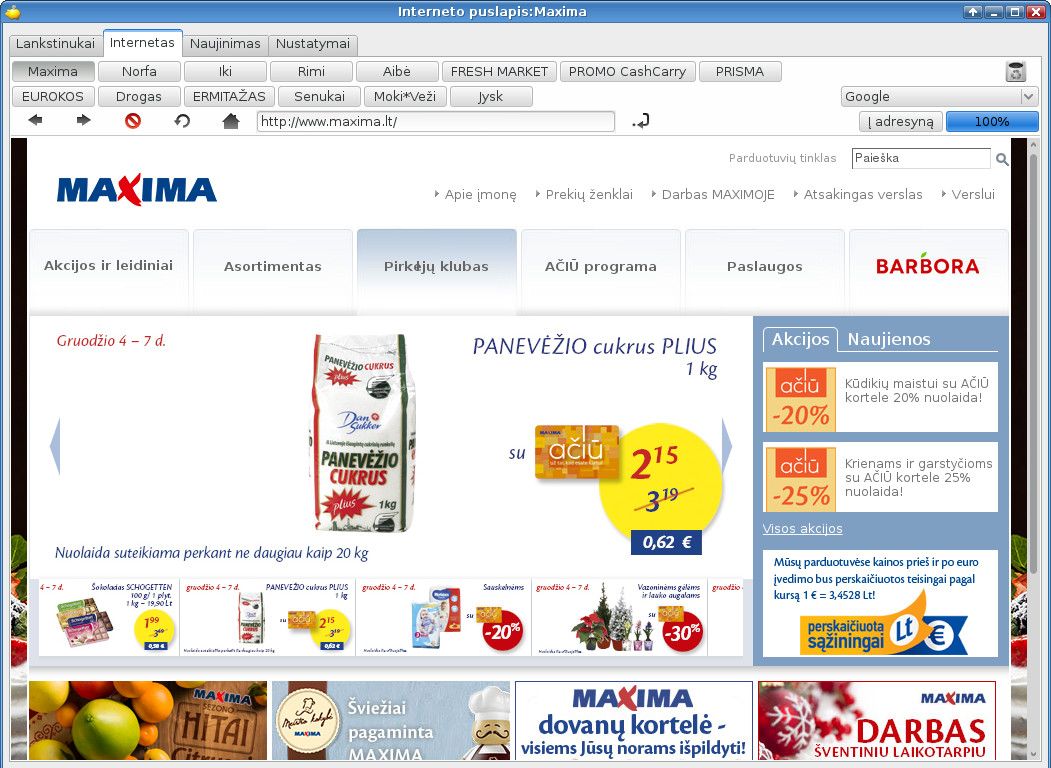 Interneto puslapis:Maxima
Lankstinukai Internetas Naujinimas Nustatymai
Maxima Norfa Iki Rimi Aibė FRESH MARKET PROMO CashCarry PRISMA
EUROKOS Drogas ERMITAŽAS Senukai Moki*Veži Jysk Google
http://www.maxima.lt/ Į adresyną 100%
Parduotuvių tinklas Paieška
MAXIMA
Apie įmonę Prekių ženklai Darbas MAXIMOJE Atsakingas verslas Verslui
Akcijos ir leidiniai Asortimentas Pirkėjų klubas AČIŪ programa Paslaugos BARBORA
Gruodžio 4 – 7 d.
PANEVĖŽIO cukrus PLIUS
1 kg
PANEVĖŽIO CUKRUS
plius
Dan Sukker
PANEVĖŽIO
CUKRUS
plius
1kg
su
MAXIMA
ačiū
2 15
3 19
0,62 €
Nuolaida suteikiama perkant ne daugiau kaip 20 kg
Akcijos Naujienos
ačiū
-20%
Kūdikių maistui su AČIŪ
kortele 20% nuolaida!
ačiū
-25%
Krienams ir garstyčioms
su AČIŪ kortele 25%
nuolaida!
Visos akcijos
Mūsų parduotuvėse kainos prieš ir po euro
įvedimo bus perskaičiuotos teisingai pagal
kursą 1 € = 3,4528 Lt!
perskaičiuota
sąžiningai
Lt
€
4 – 7 d.
Šokoladas SCHOGETTEN
100 g/ 1 plyt.
1 kg – 19,90 Lt
1 99
3 49
0,58 €
gruodžio 4 – 7 d.
PANEVĖŽIO cukrus PLIUS
1 kg
su
2 15
3 19
0,62 €
gruodžio 4 – 7 d.
Sauskelnėms
su
-20%
gruodžio 4 – 7 d.
Vazoninėms gėlėms
ir lauko augalams
su
-30%
gruodžio
MAXIMA
SEZONO
HITAI
Citrus
MAXIMA
Šviežiai
pagaminta
MAXIMA
MAXIMA
dovanų kortelė -
visiems Jūsų norams išpildyti!
MAXIMA
DARBAS
ŠVENTINIU LAIKOTARPIU